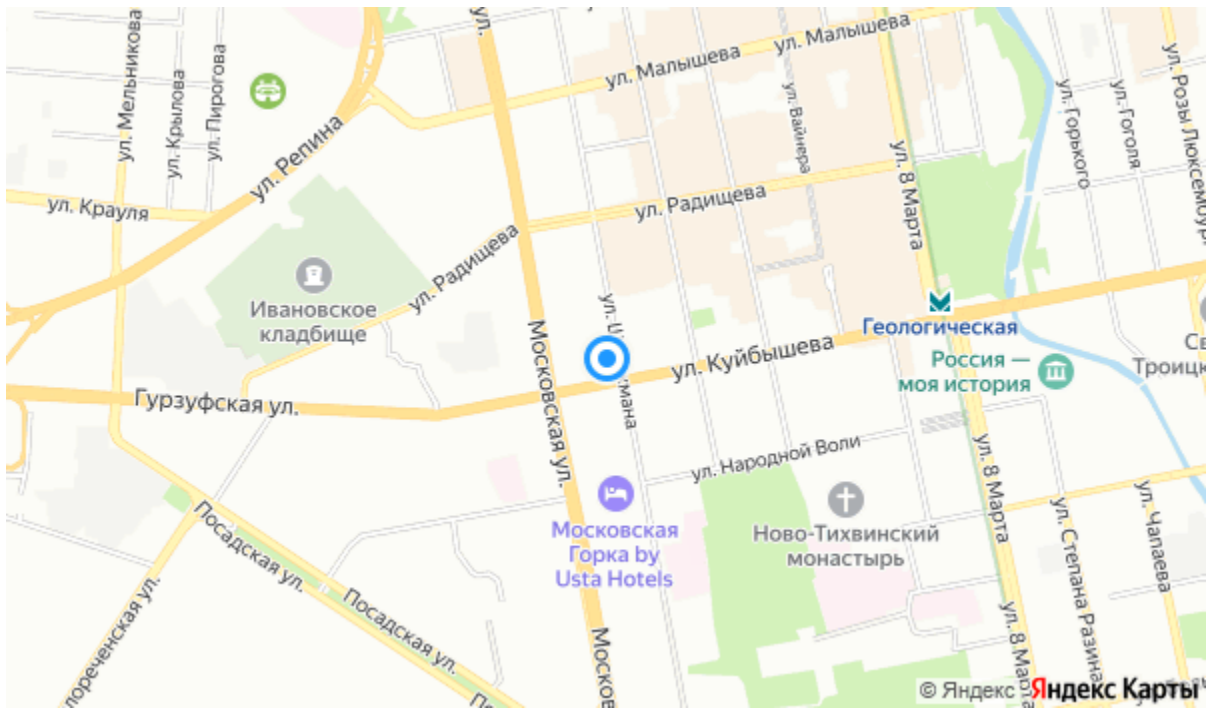 ул. Малышева
ул. Малышева
ул. Мельникова
ул. Крылова
ул. Пирогова
ул. Репина
ул. Вайнера
ул. 8 Марта
ул. Горького
ул. Гоголя
ул. Розы Люксембург
ул. Крауля
ул. Радищева
ул. Радищева
Ивановское
кладбище
ул.
Московская ул.
Геологическая
ул. Куйбышева
Россия —
моя история
Св
Троицк
Гурзуфская ул.
ул. Народной Воли
ул. 8 Марта
Московская
Горка by
Usta Hotels
Ново-Тихвинский
монастырь
ул. Степана Разина
ул. Чапаева
Посадская ул.
Посадская ул.
ул. 8 Марта
© Яндекс Яндекс Карты